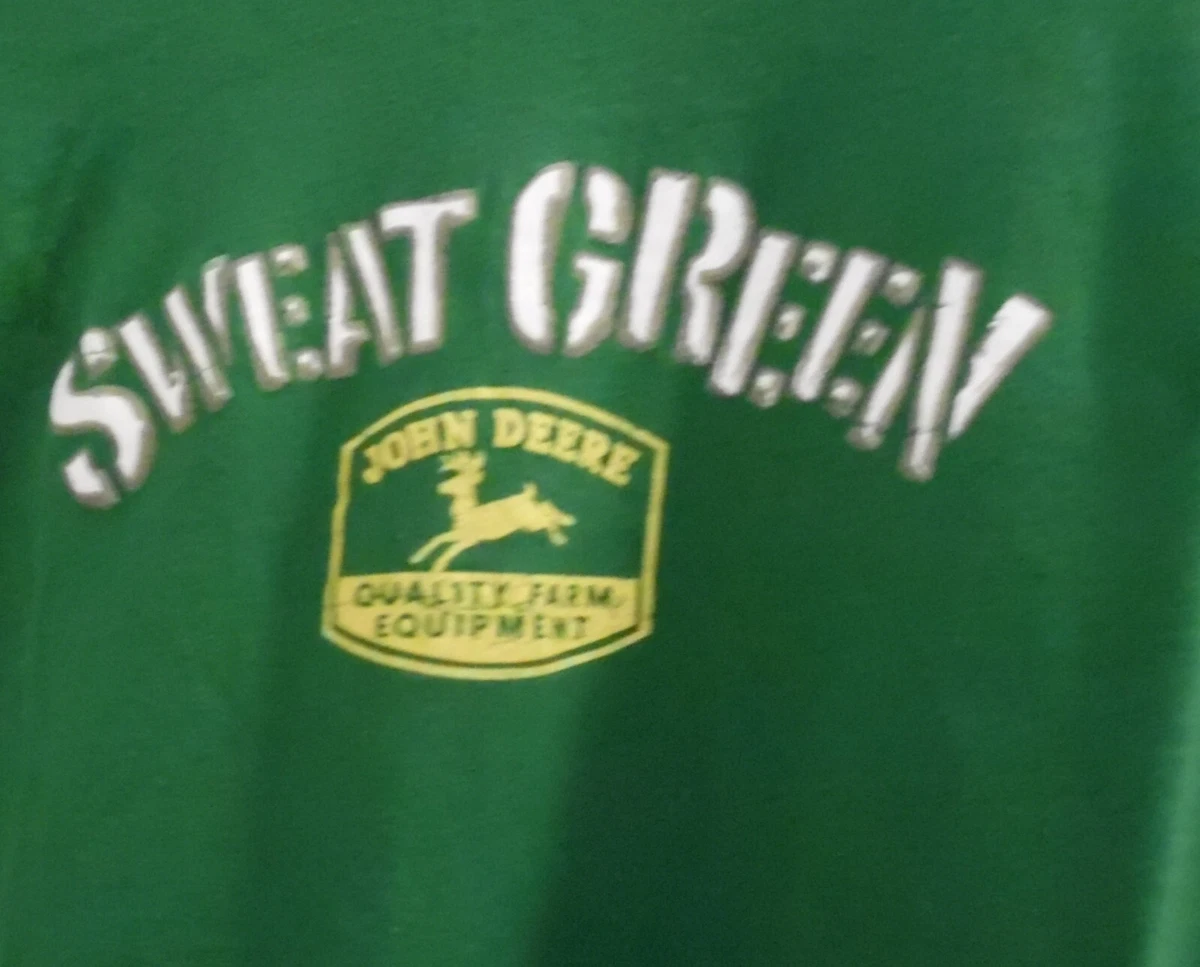 SWEAT GREEN
JOHN DEERE
QUALITY FARM
EQUIPMENT